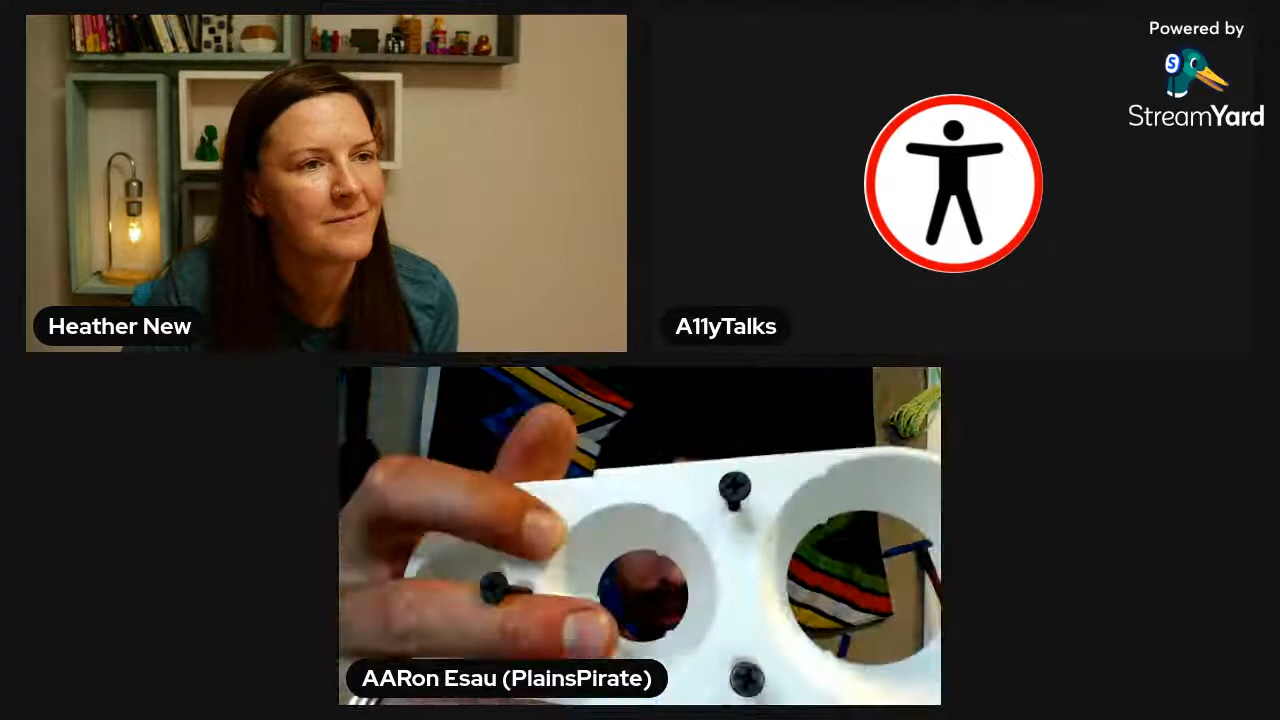 Powered by
S
StreamYard
Heather New
A11yTalks
AARon Esau (PlainsPirate)